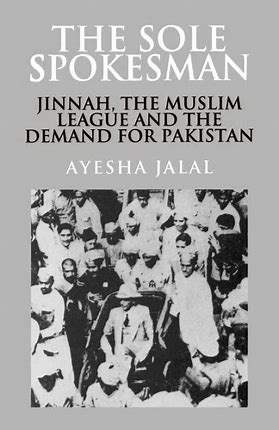 THE SOLE
SPOKESMAN
JINNAH, THE MUSLIM
LEAGUE AND THE
DEMAND FOR PAKISTAN
AYESHA JALAL